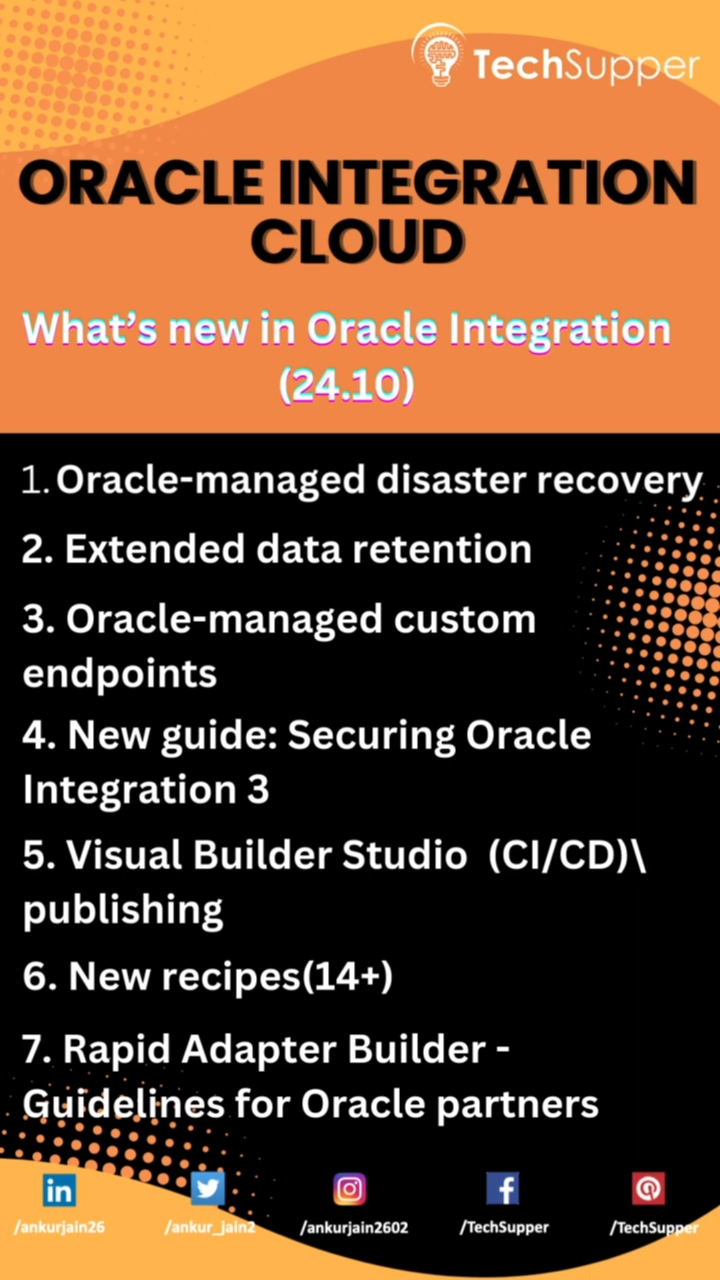 TechSupper
ORACLE INTEGRATION
CLOUD
What's new in Oracle Integration
(24.10)
1. Oracle-managed disaster recovery
2. Extended data retention
3. Oracle-managed custom
endpoints
4. New guide: Securing Oracle
Integration 3
5. Visual Builder Studio (CI/CD)\
publishing
6. New recipes(14+)
7. Rapid Adapter Builder -
Guidelines for Oracle partners
in
/ankurjain26 /ankur_jain2 /ankurjain2602 /TechSupper /TechSupper